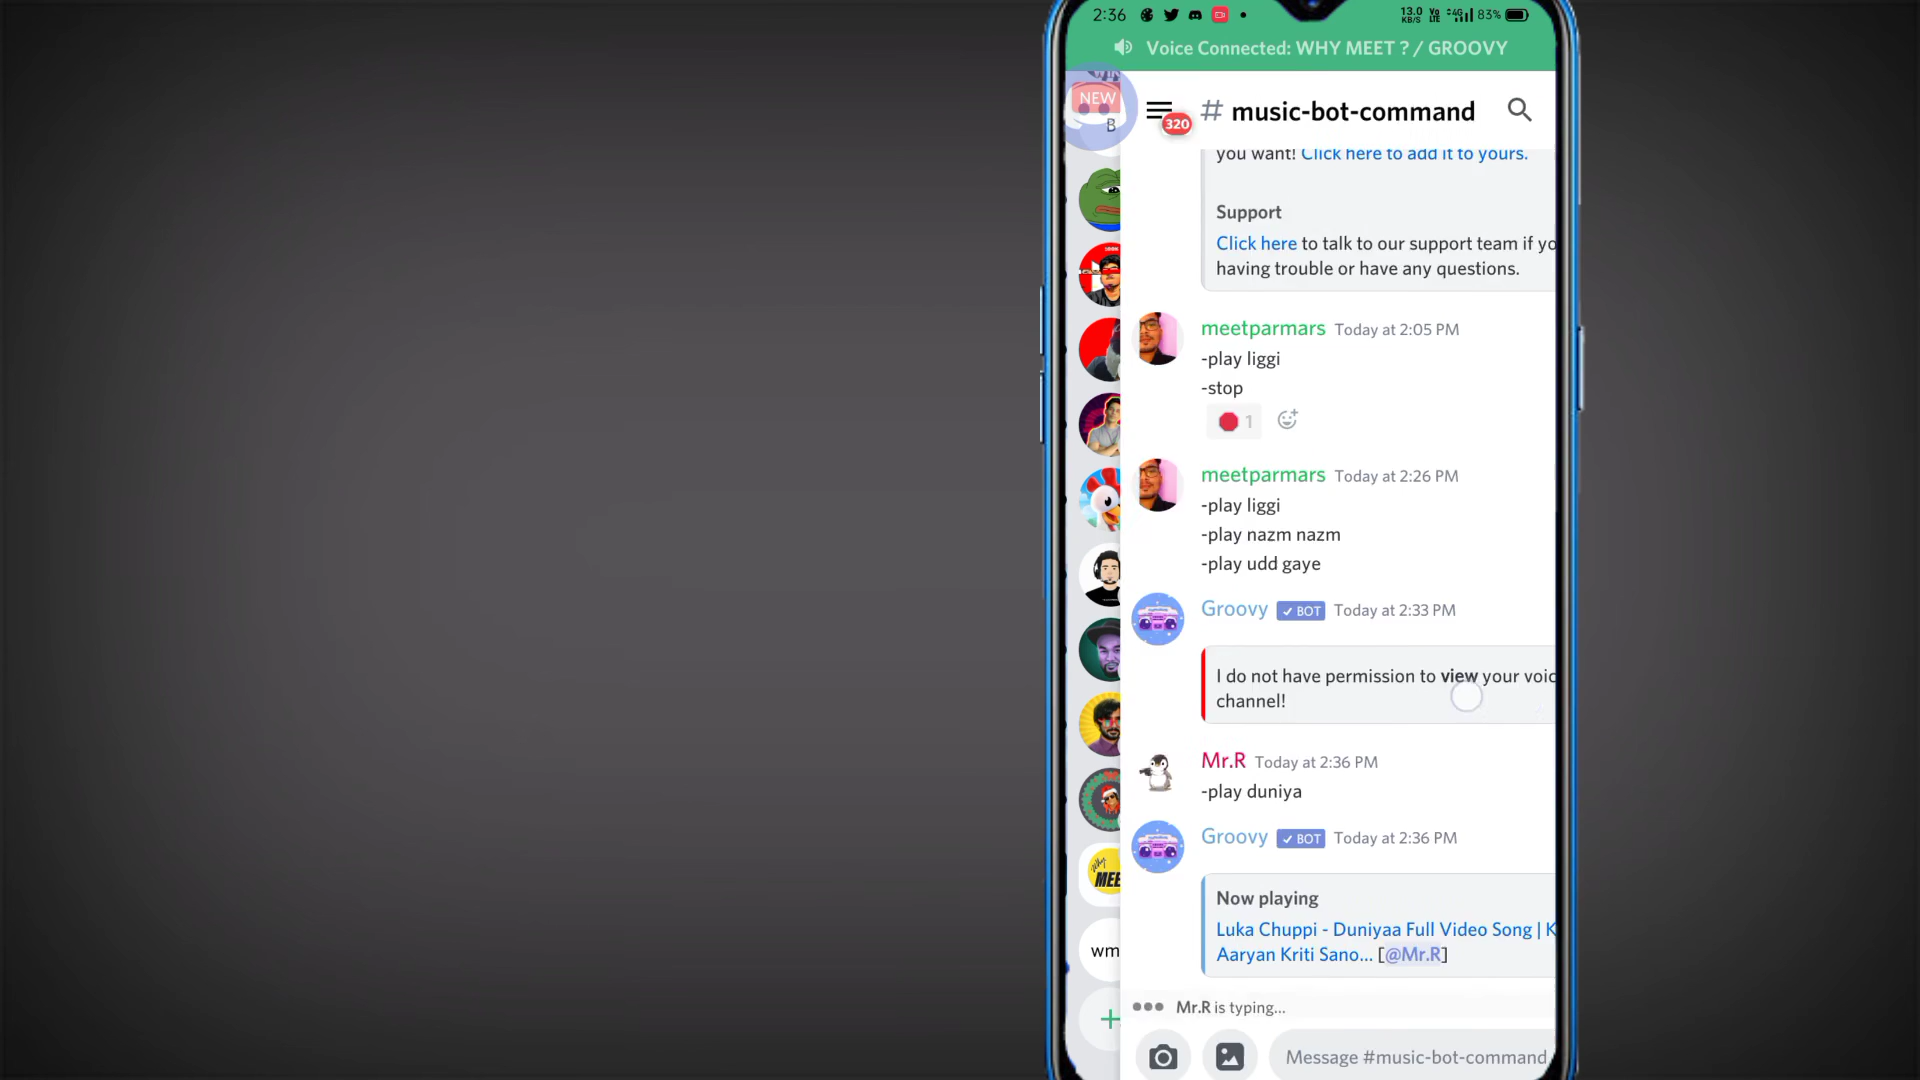 2:36
13.0
KB/S
Vo
LTE
4G
83%
Voice Connected: WHY MEET ? / GROOVY
NEW
B
320
# music-bot-command
you want! Click here to add it to yours.
Support
Click here to talk to our support team if yo
having trouble or have any questions.
meetparmars Today at 2:05 PM
-play liggi
-stop
1
meetparmars Today at 2:26 PM
-play liggi
-play nazm nazm
-play udd gaye
Groovy ✓ BOT Today at 2:33 PM
I do not have permission to view your voic
channel!
Mr.R Today at 2:36 PM
-play duniya
Groovy ✓ BOT Today at 2:36 PM
Now playing
Luka Chuppi - Duniyaa Full Video Song | K
Aaryan Kriti Sano... [@Mr.R]
Why
MEE
wm
Mr.R is typing...
Message #music-bot-command